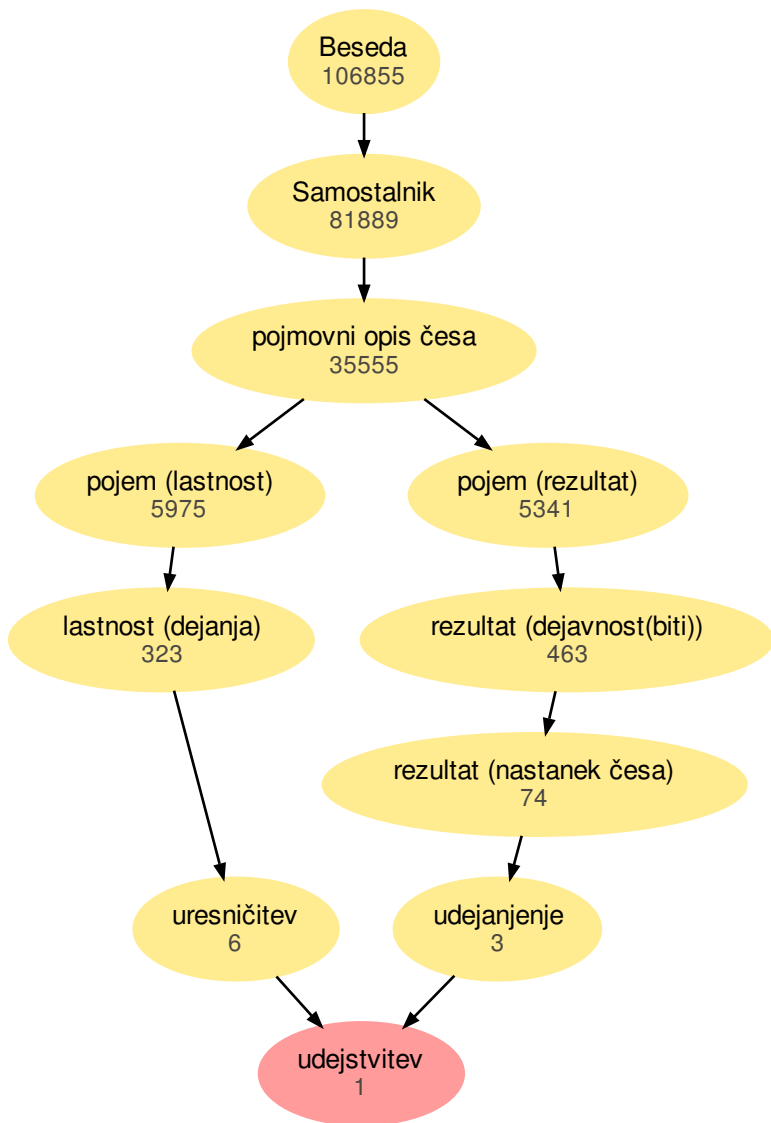 Beseda
106855
Samostalnik
81889
pojmovni opis česa
35555
pojem (lastnost)
5975
pojem (rezultat)
5341
lastnost (dejanja)
323
rezultat (dejavnost(biti))
463
rezultat (nastanek česa)
74
uresničitev
6
udejanjenje
3
udejstvitev
1